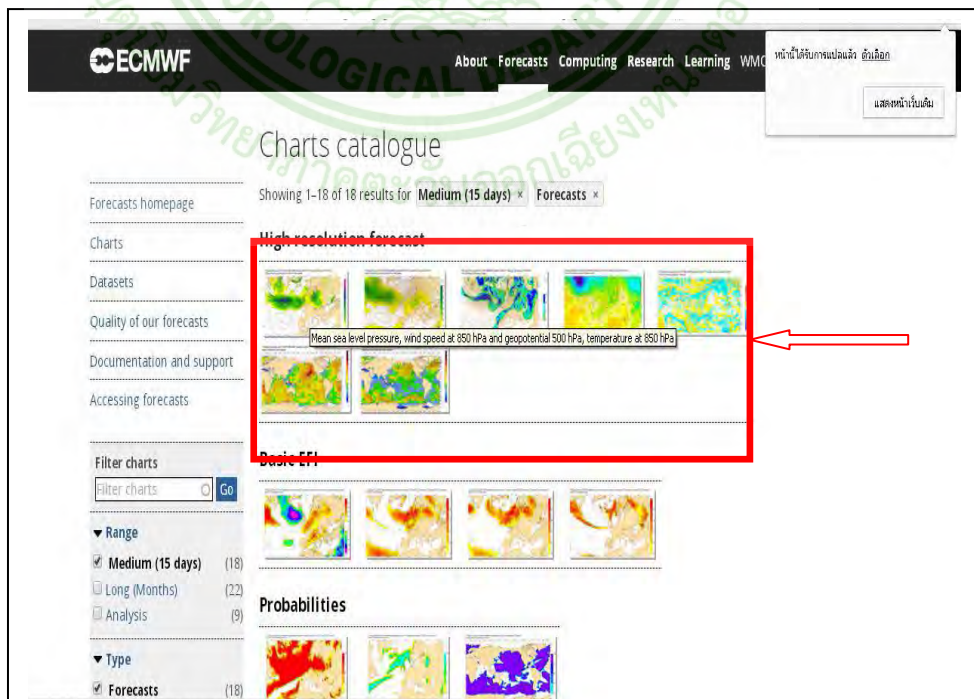 ECMWF
About Forecasts Computing Research Learning WMO
หน้านี้ได้รับการแปลแล้ว ตัวเลือก
แสดงหน้าเว็บเดิม
Charts catalogue
Showing 1–18 of 18 results for Medium (15 days) × Forecasts ×
Forecasts homepage
Charts
Datasets
Quality of our forecasts
Documentation and support
Accessing forecasts
High resolution forecast
Mean sea level pressure, wind speed at 850 hPa and geopotential 500 hPa, temperature at 850 hPa
Basic EFI
Probabilities
Filter charts
Filter charts Go
Range
Medium (15 days) (18)
Long (Months) (22)
Analysis (9)
Type
Forecasts (18)